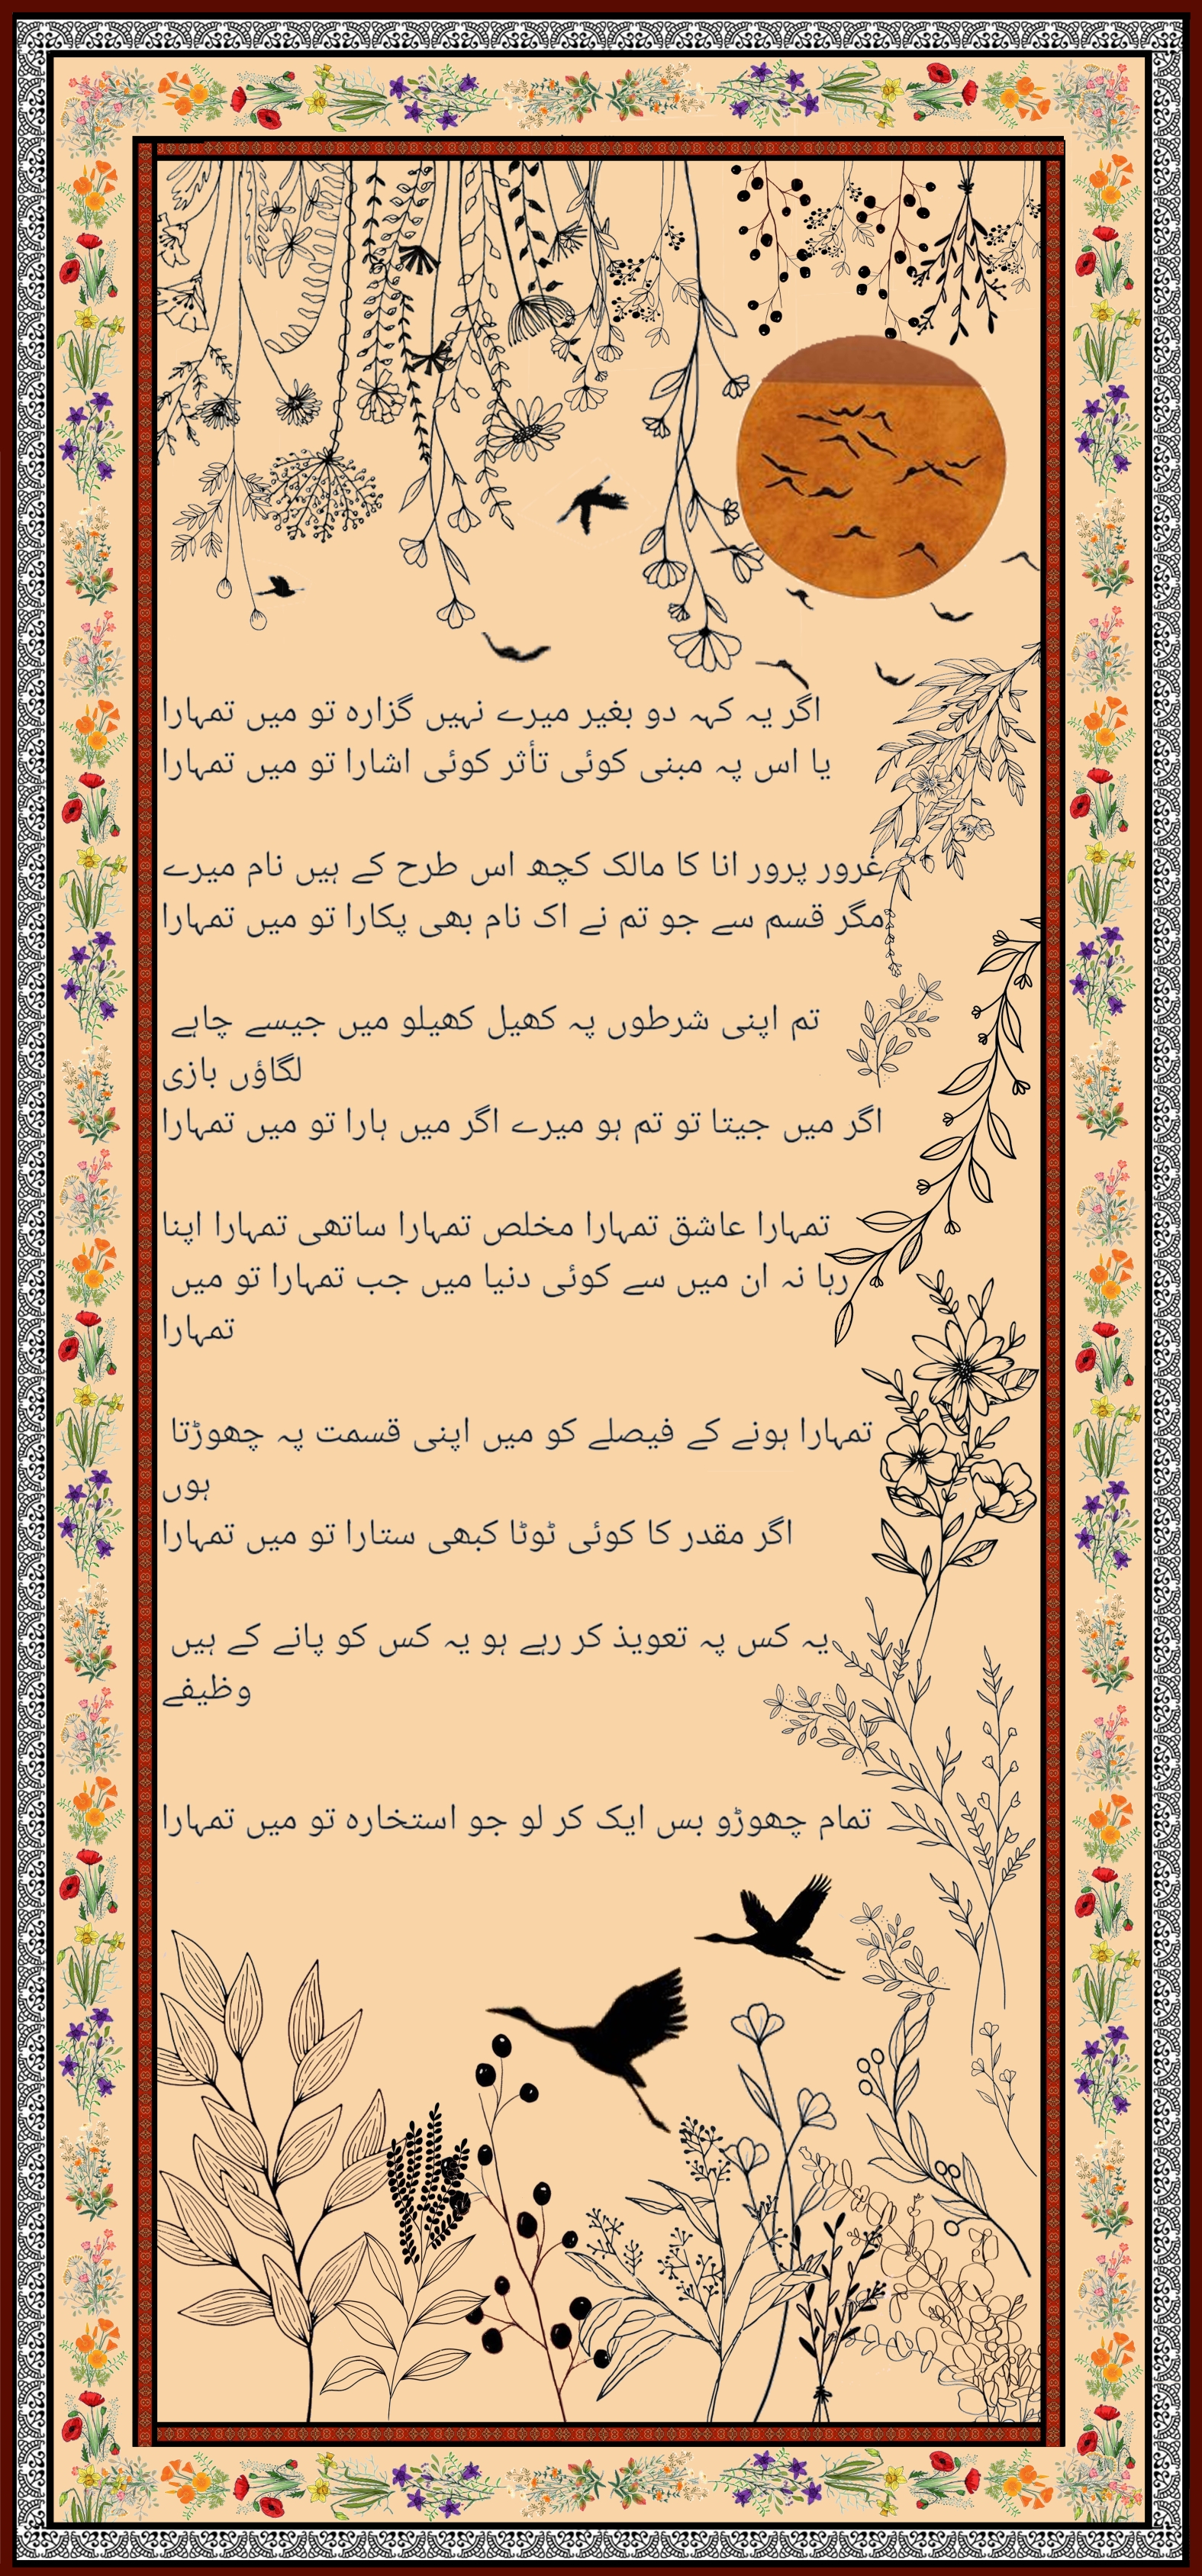 اگر یہ کہہ دو بغیر میرے نہیں گزارہ تو میں تمہارا
یا اس پہ مبنی کوئی تأثر کوئی اشارا تو میں تمہارا
غرور پرور انا کا مالک کچھ اس طرح کے ہیں نام میرے
مگر قسم سے جو تم نے اک نام بھی پکارا تو میں تمہارا
تم اپنی شرطوں پہ کھیل کھیلو میں جیسے چاہے
لگاؤں بازی
اگر میں جیتا تو تم ہو میرے اگر میں ہارا تو میں تمہارا
تمہارا عاشق تمہارا مخلص تمہارا ساتھی تمہارا اپنا
رہا نہ ان میں سے کوئی دنیا میں جب تمہارا تو میں
تمہارا
تمہارا ہونے کے فیصلے کو میں اپنی قسمت پہ چھوڑتا
ہوں
اگر مقدر کا کوئی ٹوٹا کبھی ستارا تو میں تمہارا
یہ کس پہ تعویذ کر رہے ہو یہ کس کو پانے کے ہیں
وظیفے
تمام چھوڑو بس ایک کر لو جو استخارہ تو میں تمہارا